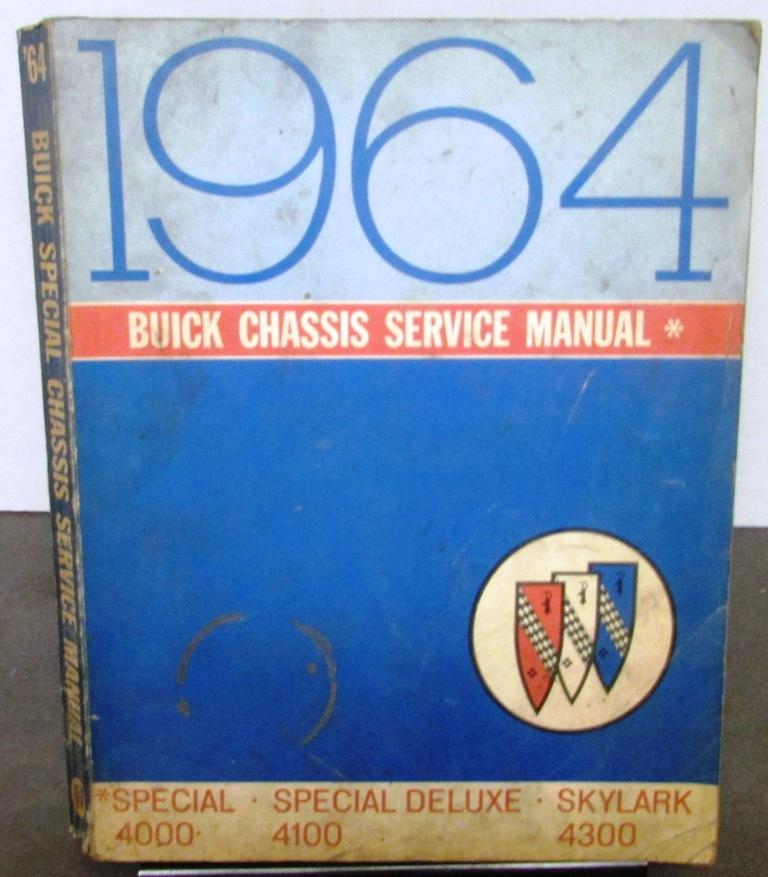 '64 BUICK SPECIAL CHASSIS SERVICE MANUAL
1964
BUICK CHASSIS SERVICE MANUAL *
*SPECIAL · SPECIAL DELUXE · SKYLARK
4000 4100 4300